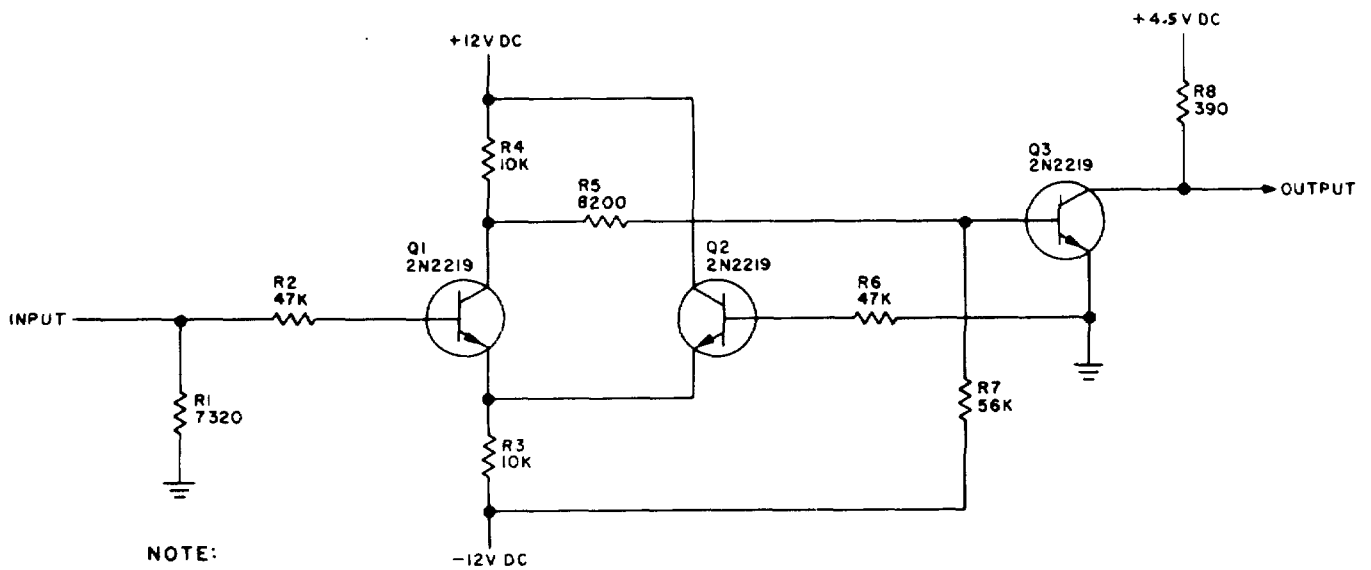 +4.5V DC
+12V DC
R8
390
Q3
2N2219
R4
10K
R5
8200
OUTPUT
Q1
2N2219
Q2
2N2219
R2
47K
R6
47K
INPUT
R1
7320
R7
56K
R3
10K
NOTE:
-12V DC